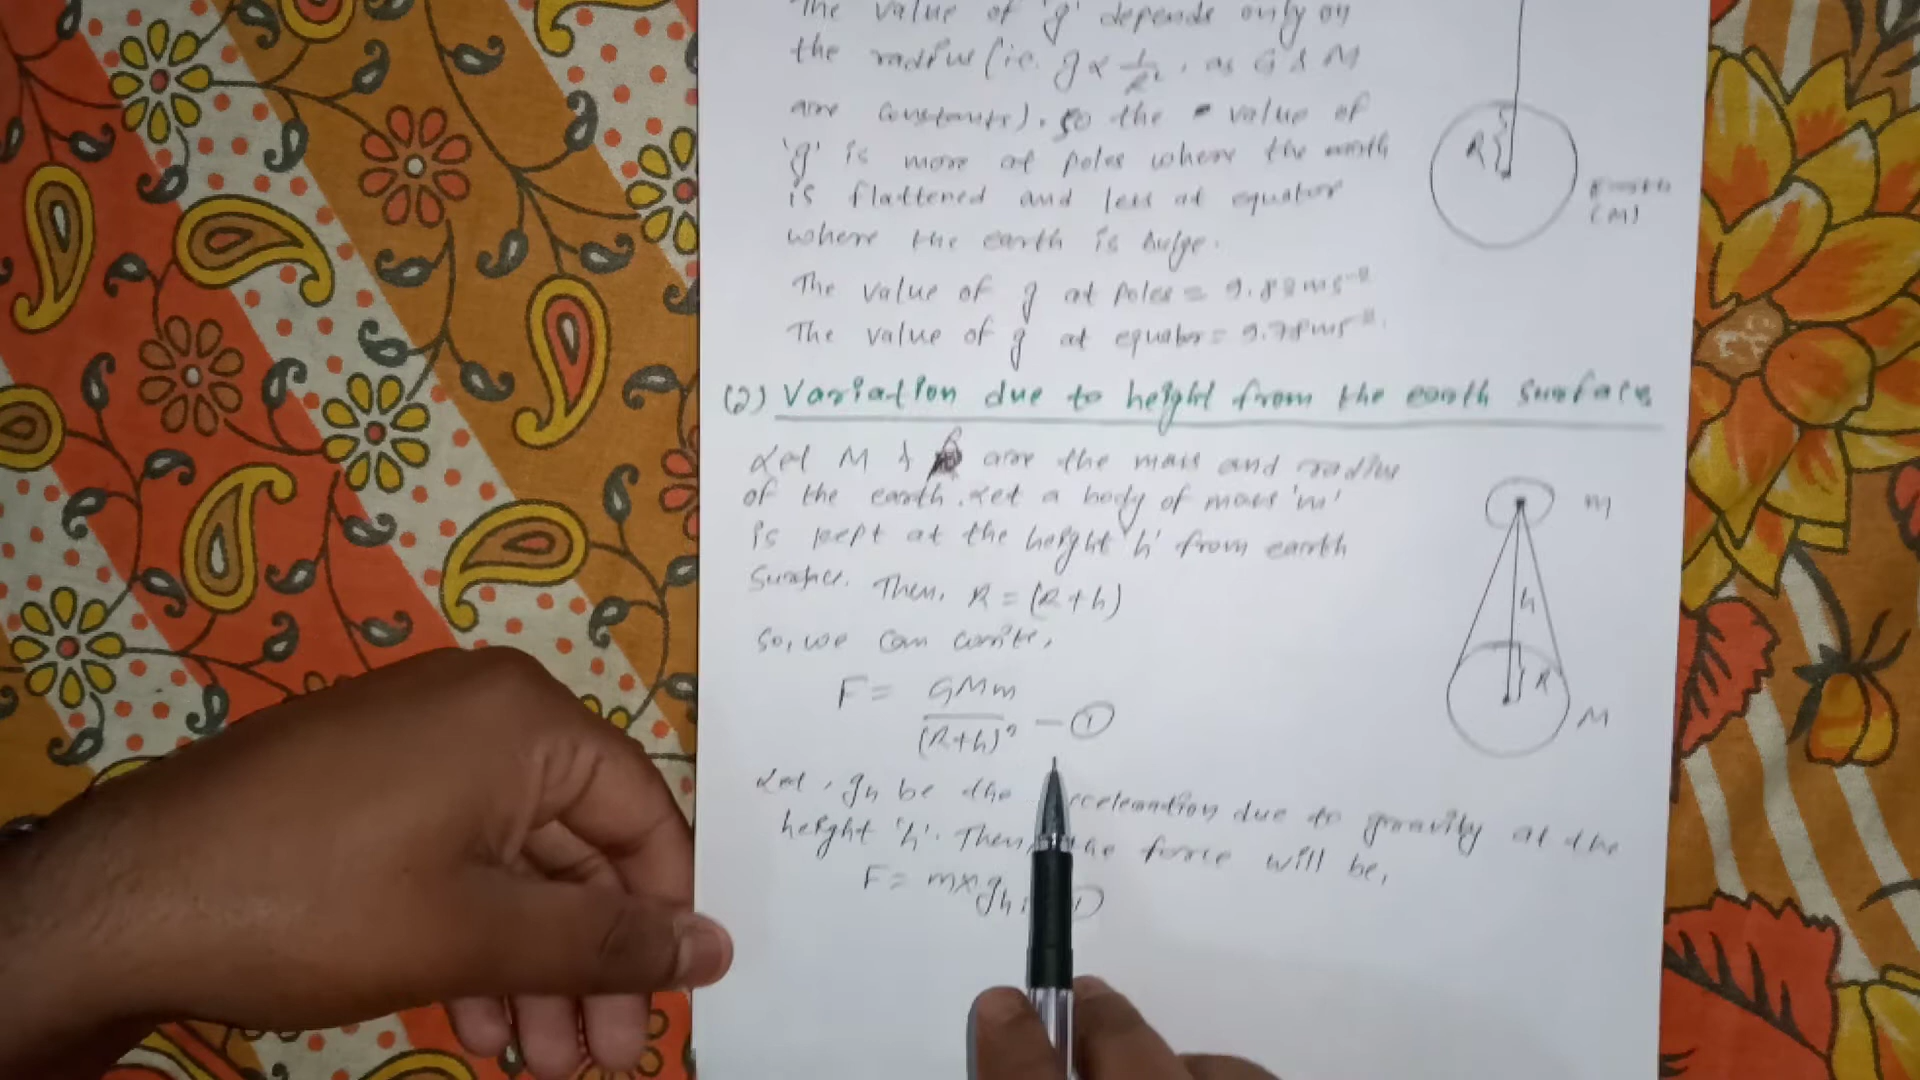 The value of 'g' depends only on
the radius (i.e. g ∝ 1/R², as G & M
are constants). So the value of
'g' is more at poles where the earth
is flattened and less at equator
where the earth is bulge.
The value of g at poles = 9.83ms⁻²
The value of g at equator = 9.78ms⁻².
R
Earth
(M)
(2) Variation due to height from the earth surface
Let M & are the mass and radius
of the earth. Let a body of mass 'm'
is kept at the height 'h' from earth
surface. Then, R = (R+h)
So, we can write,
F = GMm
(R+h)² — ①
m
h
R
M
Let, gh be the acceleration due to gravity at the
height 'h'. Then, the force will be,
F = m×gh